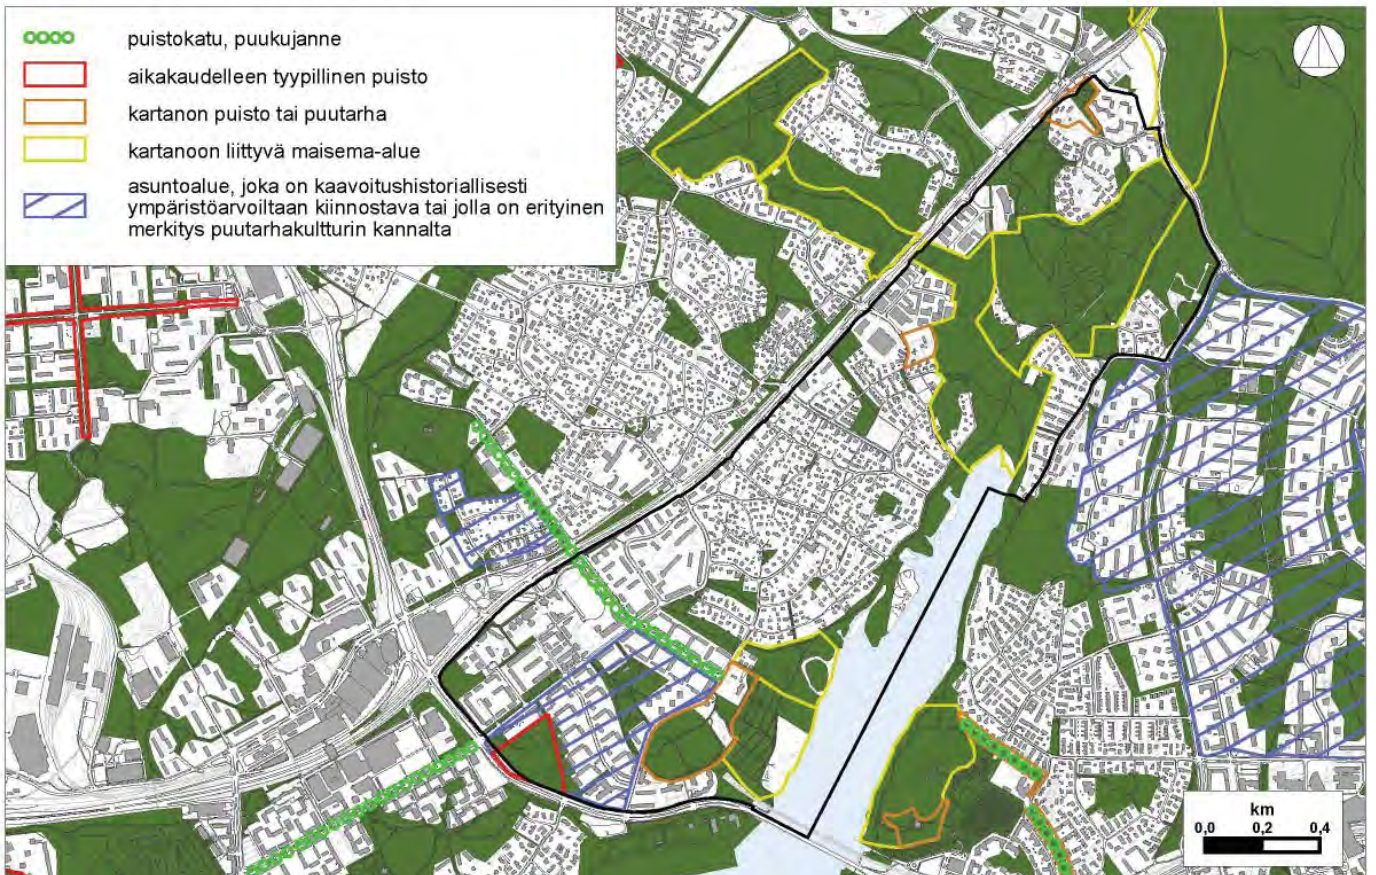 puistokatu, puukujanne
aikakaudelleen tyypillinen puisto
kartanon puisto tai puutarha
kartanoon liittyvä maisema-alue
asuntoalue, joka on kaavoitushistoriallisesti
ympäristöarvoiltaan kiinnostava tai jolla on erityinen
merkitys puutarhakultturin kannalta
km
0,0 0,2 0,4